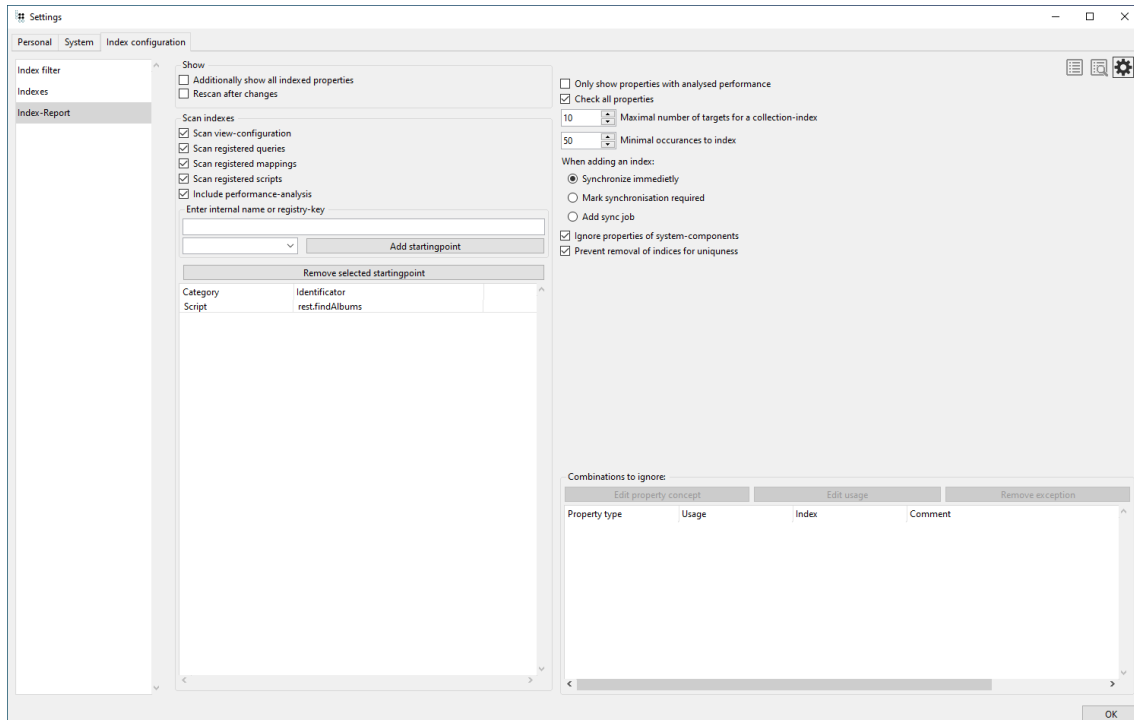 Settings
Personal System Index configuration
Index filter
Indexes
Index-Report
Show
Additionally show all indexed properties
Rescan after changes
Scan indexes
Scan view-configuration
Scan registered queries
Scan registered mappings
Scan registered scripts
Include performance-analysis
Enter internal name or registry-key
Add startingpoint
Remove selected startingpoint
Category Identificator
Script rest.findAlbums
Only show properties with analysed performance
Check all properties
10 Maximal number of targets for a collection-index
50 Minimal occurances to index
When adding an index:
Synchronize immedietly
Mark synchronisation required
Add sync job
Ignore properties of system-components
Prevent removal of indices for uniquness
Combinations to ignore:
Edit property concept Edit usage Remove exception
Property type Usage Index Comment
OK